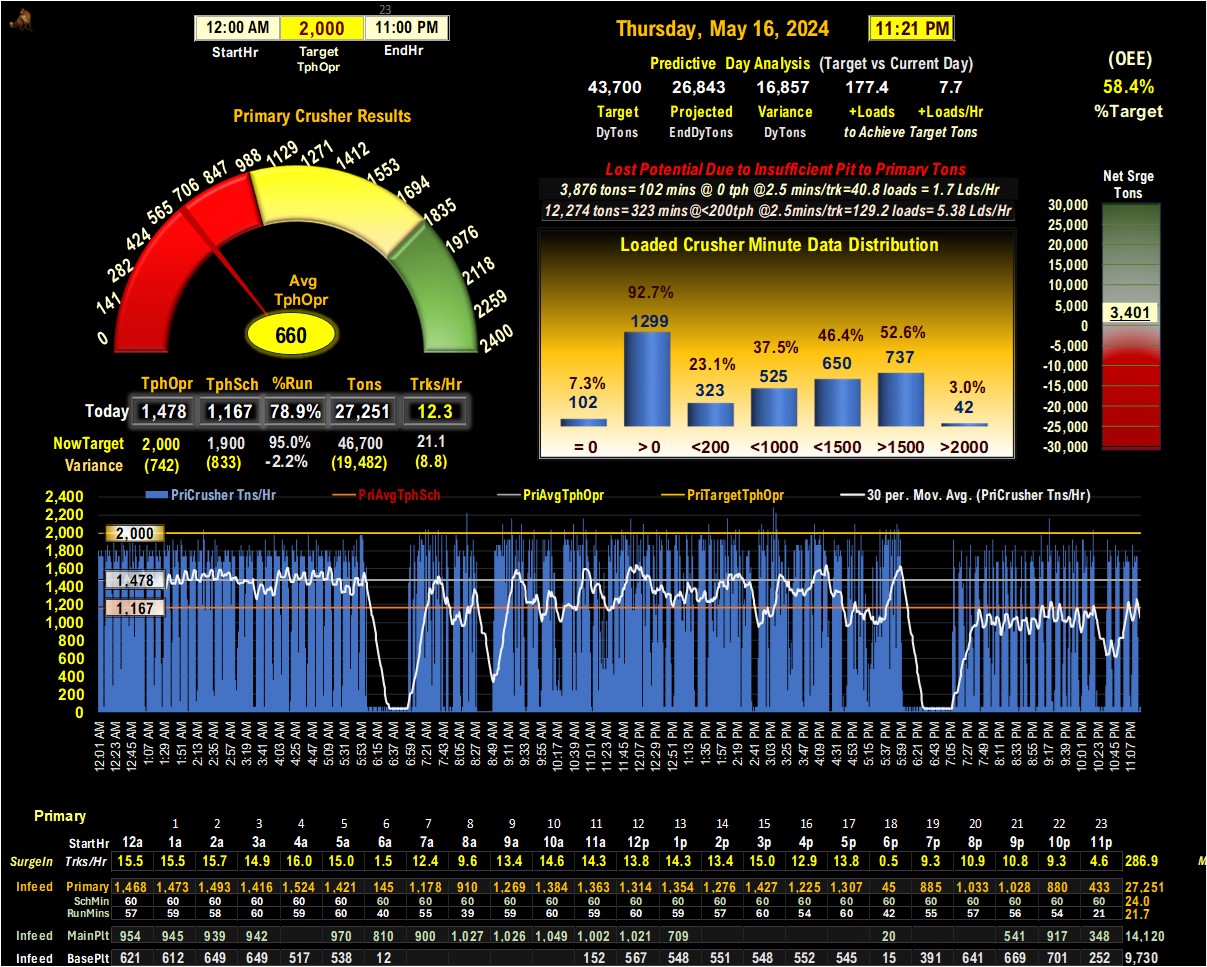 23
12:00 AM 2,000 11:00 PM
StartHr Target TphOpr EndHr
Thursday, May 16, 2024 11:21 PM
Predictive Day Analysis (Target vs Current Day)
43,700 26,843 16,857 177.4 7.7
Target Projected Variance +Loads +Loads/Hr
DyTons EndDyTons DyTons to Achieve Target Tons
(OEE)
58.4%
%Target
Primary Crusher Results
0 141 282 424 565 706 847 988 1129 1271 1412 1553 1694 1835 1976 2118 2259 2400
Avg
TphOpr
660
Lost Potential Due to Insufficient Pit to Primary Tons
3,876 tons=102 mins @ 0 tph @2.5 mins/trk=40.8 loads = 1.7 Lds/Hr
12,274 tons=323 mins@<200tph @2.5mins/trk=129.2 loads= 5.38 Lds/Hr
Loaded Crusher Minute Data Distribution
7.3% 92.7% 23.1% 37.5% 46.4% 52.6% 3.0%
102 1299 323 525 650 737 42
= 0 > 0 <200 <1000 <1500 >1500 >2000
Net Srge
Tons
30,000
25,000
20,000
15,000
10,000
5,000
3,401
0
-5,000
-10,000
-15,000
-20,000
-25,000
-30,000
TphOpr TphSch %Run Tons Trks/Hr
Today 1,478 1,167 78.9% 27,251 12.3
NowTarget 2,000 1,900 95.0% 46,700 21.1
Variance (742) (833) -2.2% (19,482) (8.8)
PriCrusher Tns/Hr PriAvgTphSch PriAvgTphOpr PriTargetTphOpr 30 per. Mov. Avg. (PriCrusher Tns/Hr)
2,400
2,200
2,000
1,800
1,600
1,400
1,200
1,000
800
600
400
200
0
2,000
1,478
1,167
12:01 AM 12:23 AM 12:45 AM 1:07 AM 1:29 AM 1:51 AM 2:13 AM 2:35 AM 2:57 AM 3:19 AM 3:41 AM 4:03 AM 4:25 AM 4:47 AM 5:09 AM 5:31 AM 5:53 AM 6:15 AM 6:37 AM 6:59 AM 7:21 AM 7:43 AM 8:05 AM 8:27 AM 8:49 AM 9:11 AM 9:33 AM 9:55 AM 10:17 AM 10:39 AM 11:01 AM 11:23 AM 11:45 AM 12:07 PM 12:29 PM 12:51 PM 1:13 PM 1:35 PM 1:57 PM 2:19 PM 2:41 PM 3:03 PM 3:25 PM 3:47 PM 4:09 PM 4:31 PM 4:53 PM 5:15 PM 5:37 PM 5:59 PM 6:21 PM 6:43 PM 7:05 PM 7:27 PM 7:49 PM 8:11 PM 8:33 PM 8:55 PM 9:17 PM 9:39 PM 10:01 PM 10:23 PM 10:45 PM 11:07 PM
Primary
1 2 3 4 5 6 7 8 9 10 11 12 13 14 15 16 17 18 19 20 21 22 23
StartHr 12a 1a 2a 3a 4a 5a 6a 7a 8a 9a 10a 11a 12p 1p 2p 3p 4p 5p 6p 7p 8p 9p 10p 11p
SurgeIn Trks/Hr 15.5 15.5 15.7 14.9 16.0 15.0 1.5 12.4 9.6 13.4 14.6 14.3 13.8 14.3 13.4 15.0 12.9 13.8 0.5 9.3 10.9 10.8 9.3 4.6 286.9 M
Infeed Primary 1,468 1,473 1,493 1,416 1,524 1,421 145 1,178 910 1,269 1,384 1,363 1,314 1,354 1,276 1,427 1,225 1,307 45 885 1,033 1,028 880 433 27,251
SchMin 60 60 60 60 60 60 60 60 60 60 60 60 60 60 60 60 60 60 60 60 60 60 60 60 24.0
RunMins 57 59 58 60 59 60 40 55 39 59 60 59 60 59 57 60 54 60 42 55 57 56 54 21 21.7
Infeed MainPlt 954 945 939 942 970 810 900 1,027 1,026 1,049 1,002 1,021 709 20 541 917 348 14,120
Infeed BasePlt 621 612 649 649 517 538 12 152 567 548 551 548 552 545 15 391 641 669 701 252 9,730